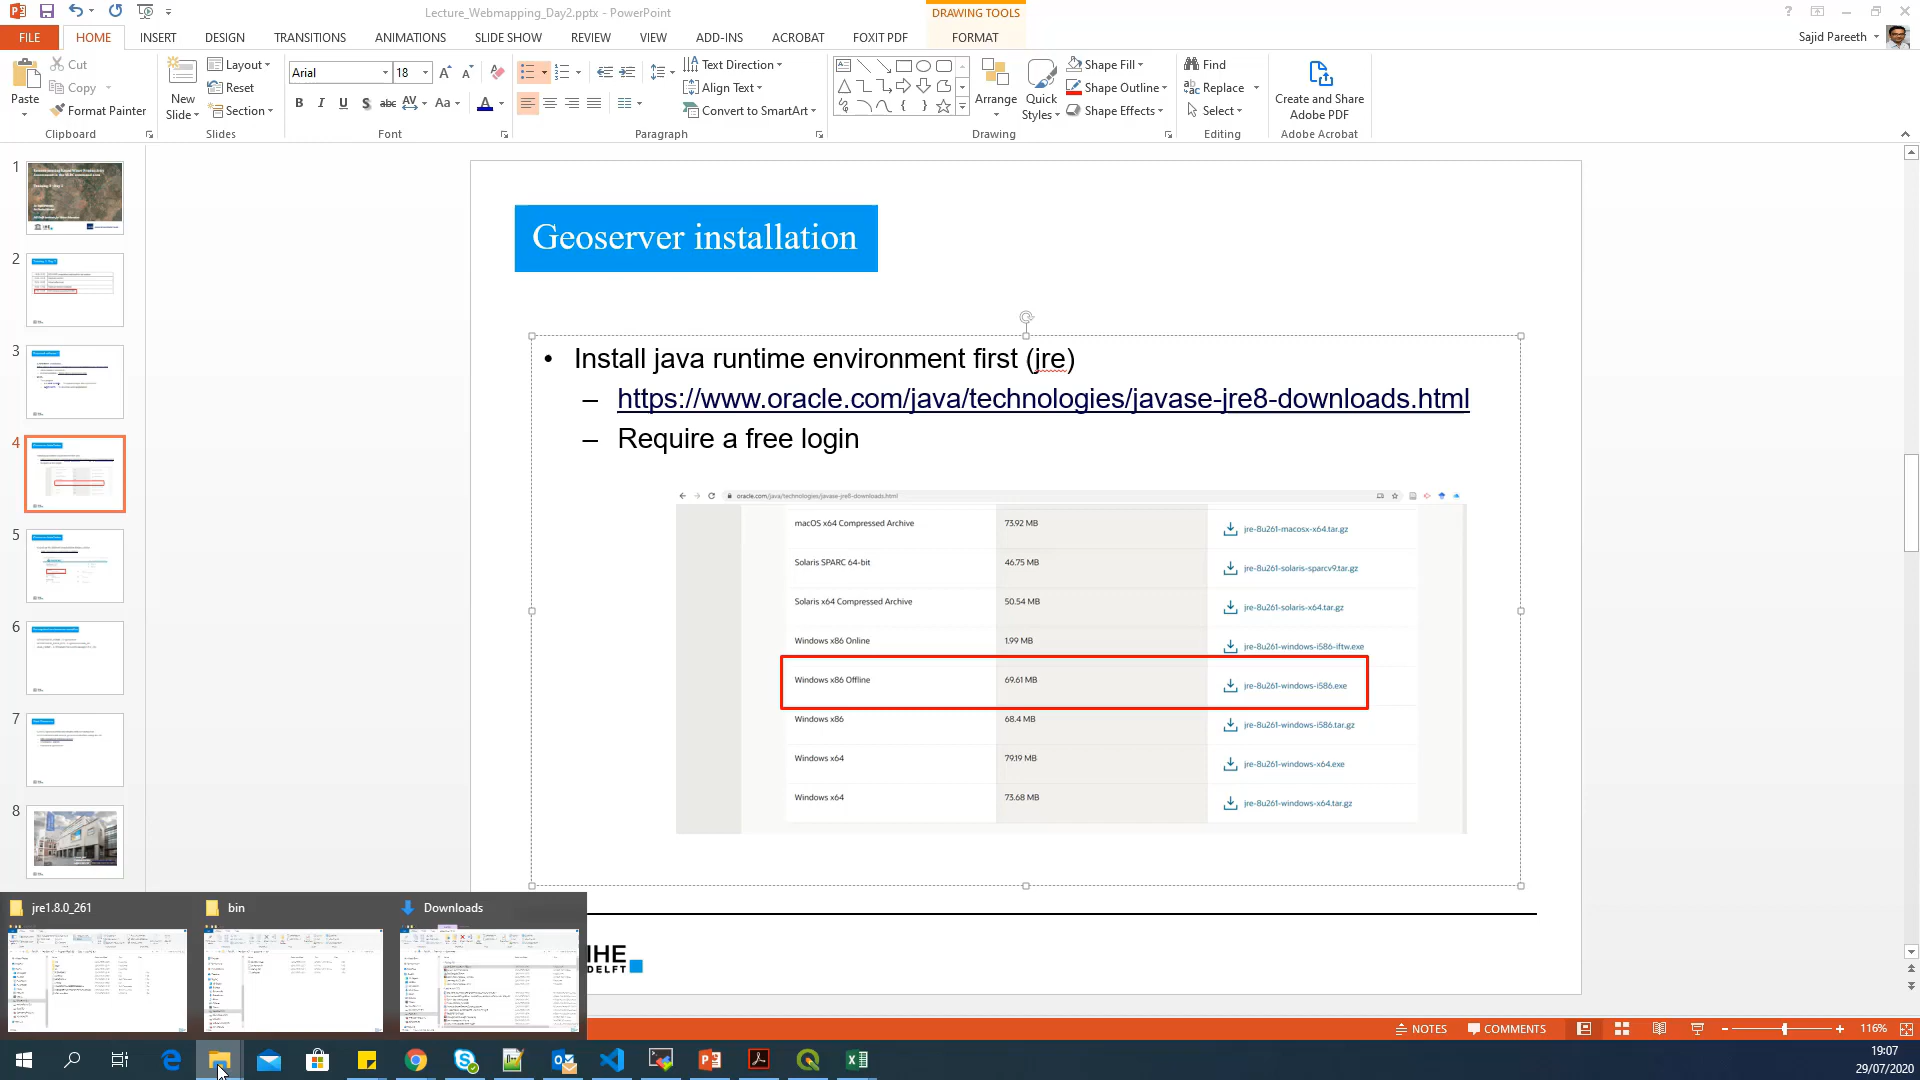 Lecture_Webmapping_Day2.pptx - PowerPoint
DRAWING TOOLS
FILE
HOME
INSERT
DESIGN
TRANSITIONS
ANIMATIONS
SLIDE SHOW
REVIEW
VIEW
ADD-INS
ACROBAT
FOXIT PDF
FORMAT
Sajid Pareeth
Paste
Cut
Copy
Format Painter
Clipboard
New
Slide
Layout
Reset
Section
Slides
Arial
18
Font
Text Direction
Align Text
Convert to SmartArt
Paragraph
Arrange
Quick
Styles
Shape Fill
Shape Outline
Shape Effects
Drawing
Find
Replace
Select
Editing
Create and Share
Adobe PDF
Adobe Acrobat
1
2
3
4
5
6
7
8
Geoserver installation
• Install java runtime environment first (jre)
– https://www.oracle.com/java/technologies/javase-jre8-downloads.html
– Require a free login
oracle.com/java/technologies/javase-jre8-downloads.html
macOS x64 Compressed Archive 73.92 MB jre-8u261-macosx-x64.tar.gz
Solaris SPARC 64-bit 46.75 MB jre-8u261-solaris-sparcv9.tar.gz
Solaris x64 Compressed Archive 50.54 MB jre-8u261-solaris-x64.tar.gz
Windows x86 Online 1.99 MB jre-8u261-windows-i586-iftw.exe
Windows x86 Offline 69.61 MB jre-8u261-windows-i586.exe
Windows x86 68.4 MB jre-8u261-windows-i586.tar.gz
Windows x64 79.19 MB jre-8u261-windows-x64.exe
Windows x64 73.68 MB jre-8u261-windows-x64.tar.gz
jre1.8.0_261
bin
Downloads
IHE
DELFT
NOTES
COMMENTS
116%
19:07
29/07/2020